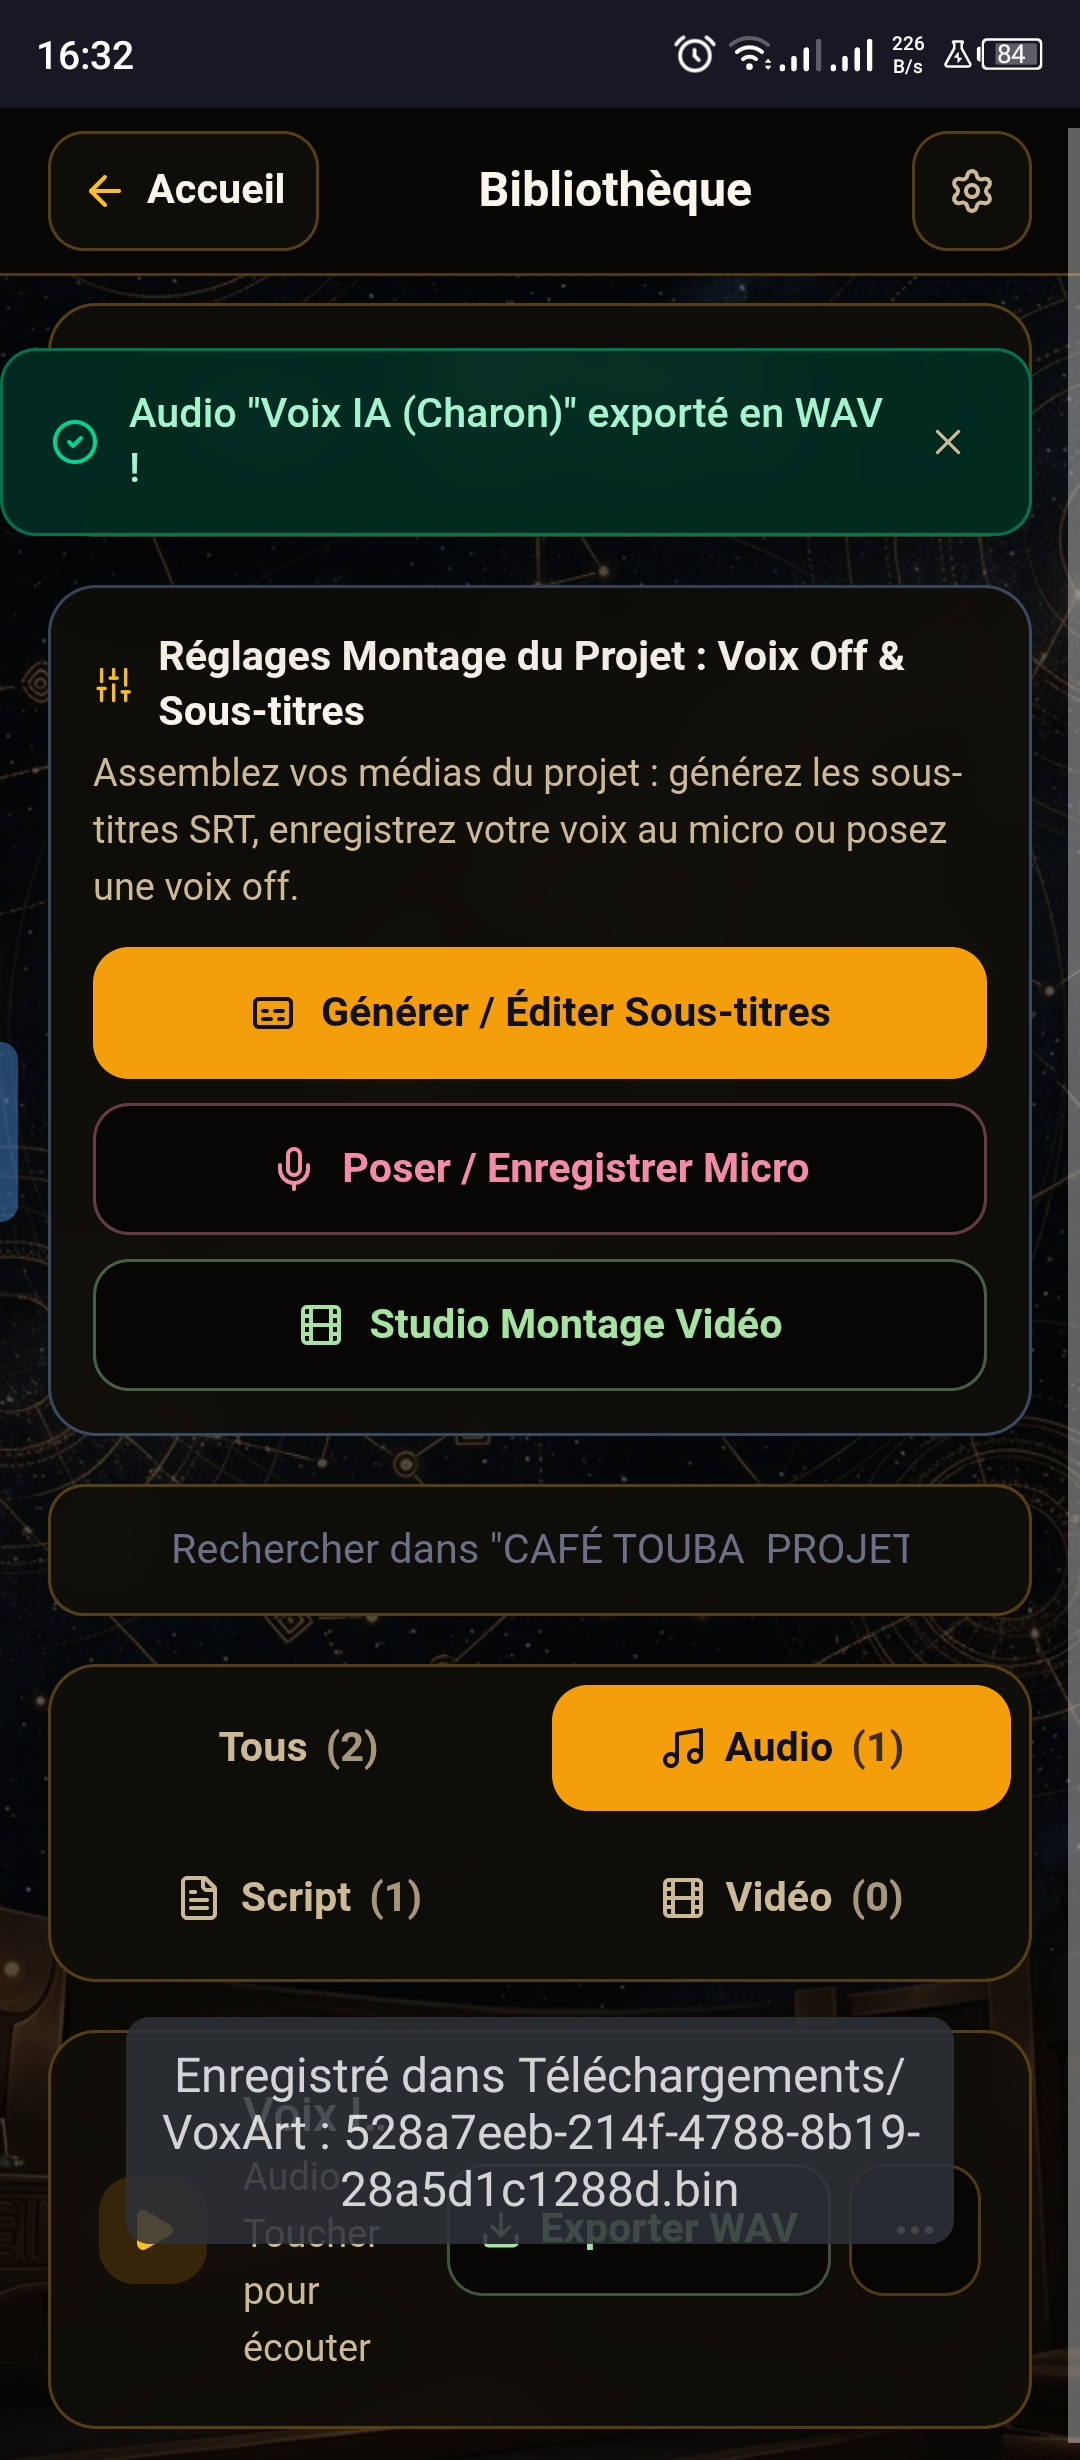 16:32
226
B/s
84
Accueil
Bibliothèque
Audio "Voix IA (Charon)" exporté en WAV
!
Réglages Montage du Projet : Voix Off &
Sous-titres
Assemblez vos médias du projet : générez les sous-
titres SRT, enregistrez votre voix au micro ou posez
une voix off.
Générer / Éditer Sous-titres
Poser / Enregistrer Micro
Studio Montage Vidéo
Rechercher dans "CAFÉ TOUBA  PROJET
Tous (2)
Audio (1)
Script (1)
Vidéo (0)
Enregistré dans Téléchargements/
VoxArt : 528a7eeb-214f-4788-8b19-
28a5d1c1288d.bin
Voix I...
Audio
Toucher
pour
écouter
Exporter WAV